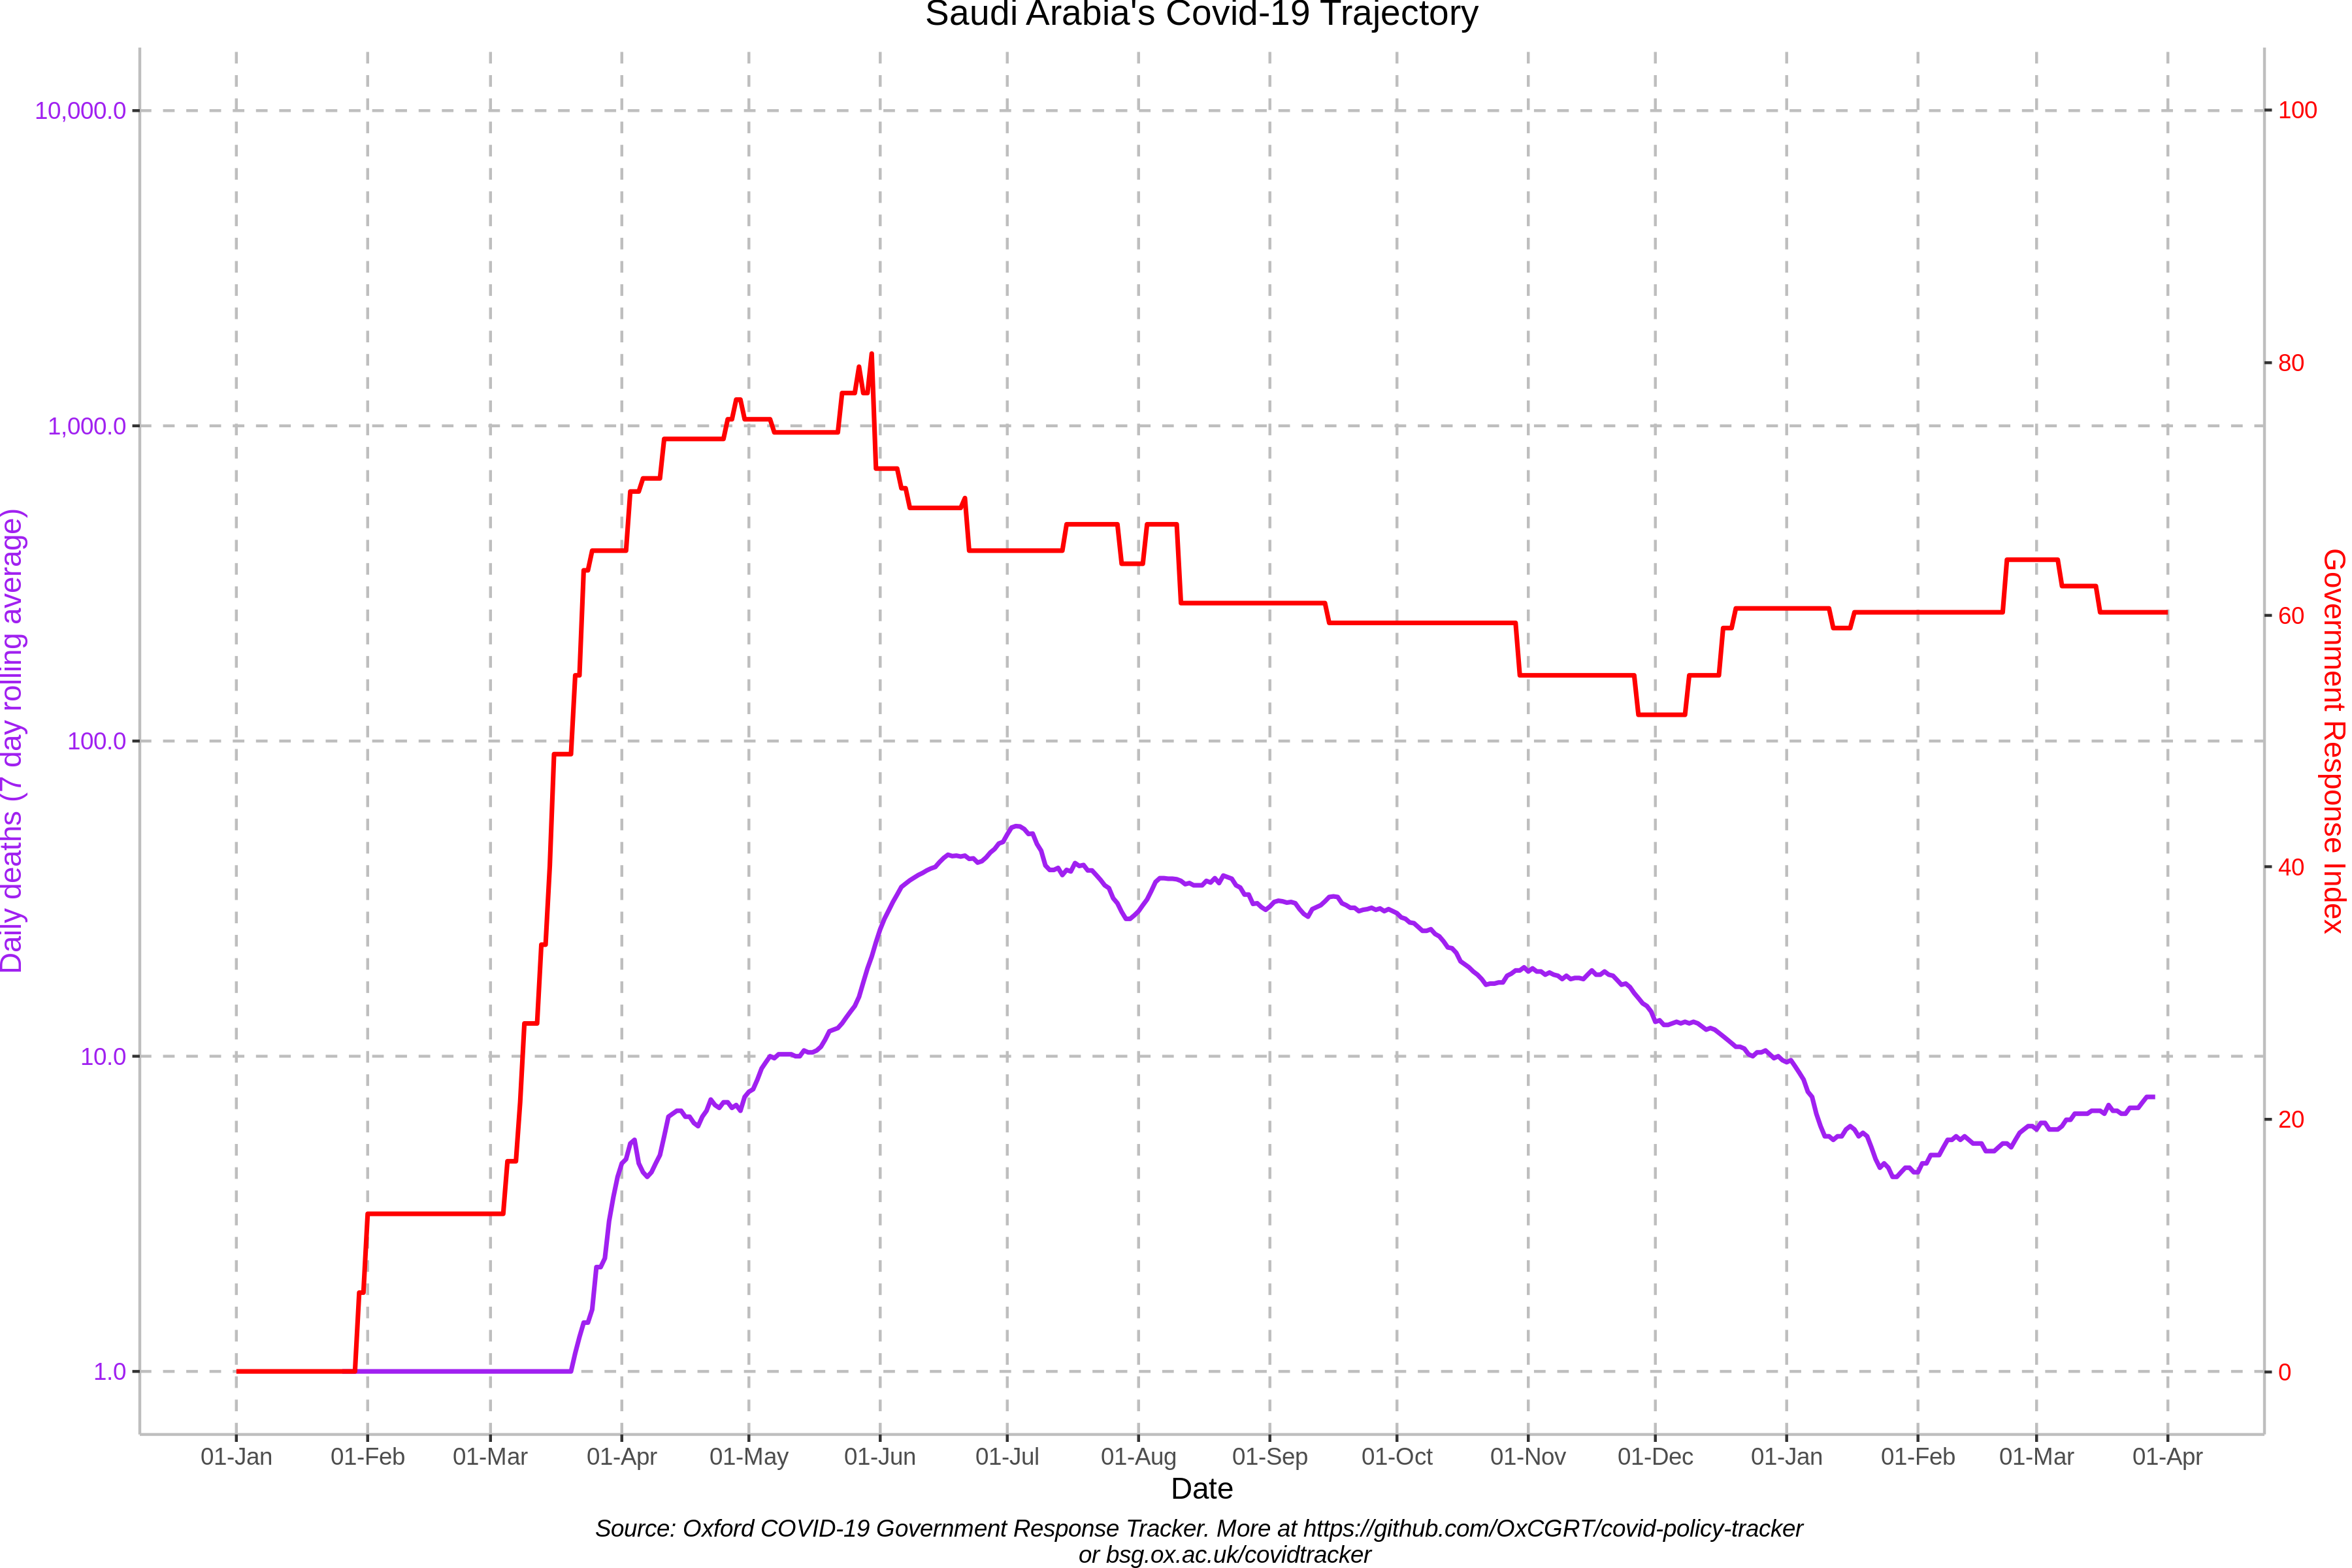 Saudi Arabia's Covid-19 Trajectory
10,000.0
1,000.0
100.0
10.0
1.0
Daily deaths (7 day rolling average)
100
80
60
40
20
0
Government Response Index
01-Jan 01-Feb 01-Mar 01-Apr 01-May 01-Jun 01-Jul 01-Aug 01-Sep 01-Oct 01-Nov 01-Dec 01-Jan 01-Feb 01-Mar 01-Apr
Date
Source: Oxford COVID-19 Government Response Tracker. More at https://github.com/OxCGRT/covid-policy-tracker
or bsg.ox.ac.uk/covidtracker